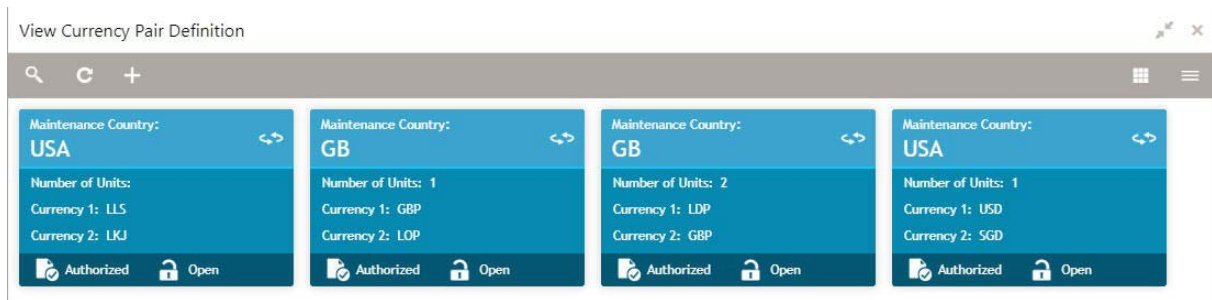 View Currency Pair Definition
Maintenance Country:
USA
Number of Units:
Currency 1: LLS
Currency 2: LKJ
Authorized Open
Maintenance Country:
GB
Number of Units: 1
Currency 1: GBP
Currency 2: LOP
Authorized Open
Maintenance Country:
GB
Number of Units: 2
Currency 1: LDP
Currency 2: GBP
Authorized Open
Maintenance Country:
USA
Number of Units: 1
Currency 1: USD
Currency 2: SGD
Authorized Open